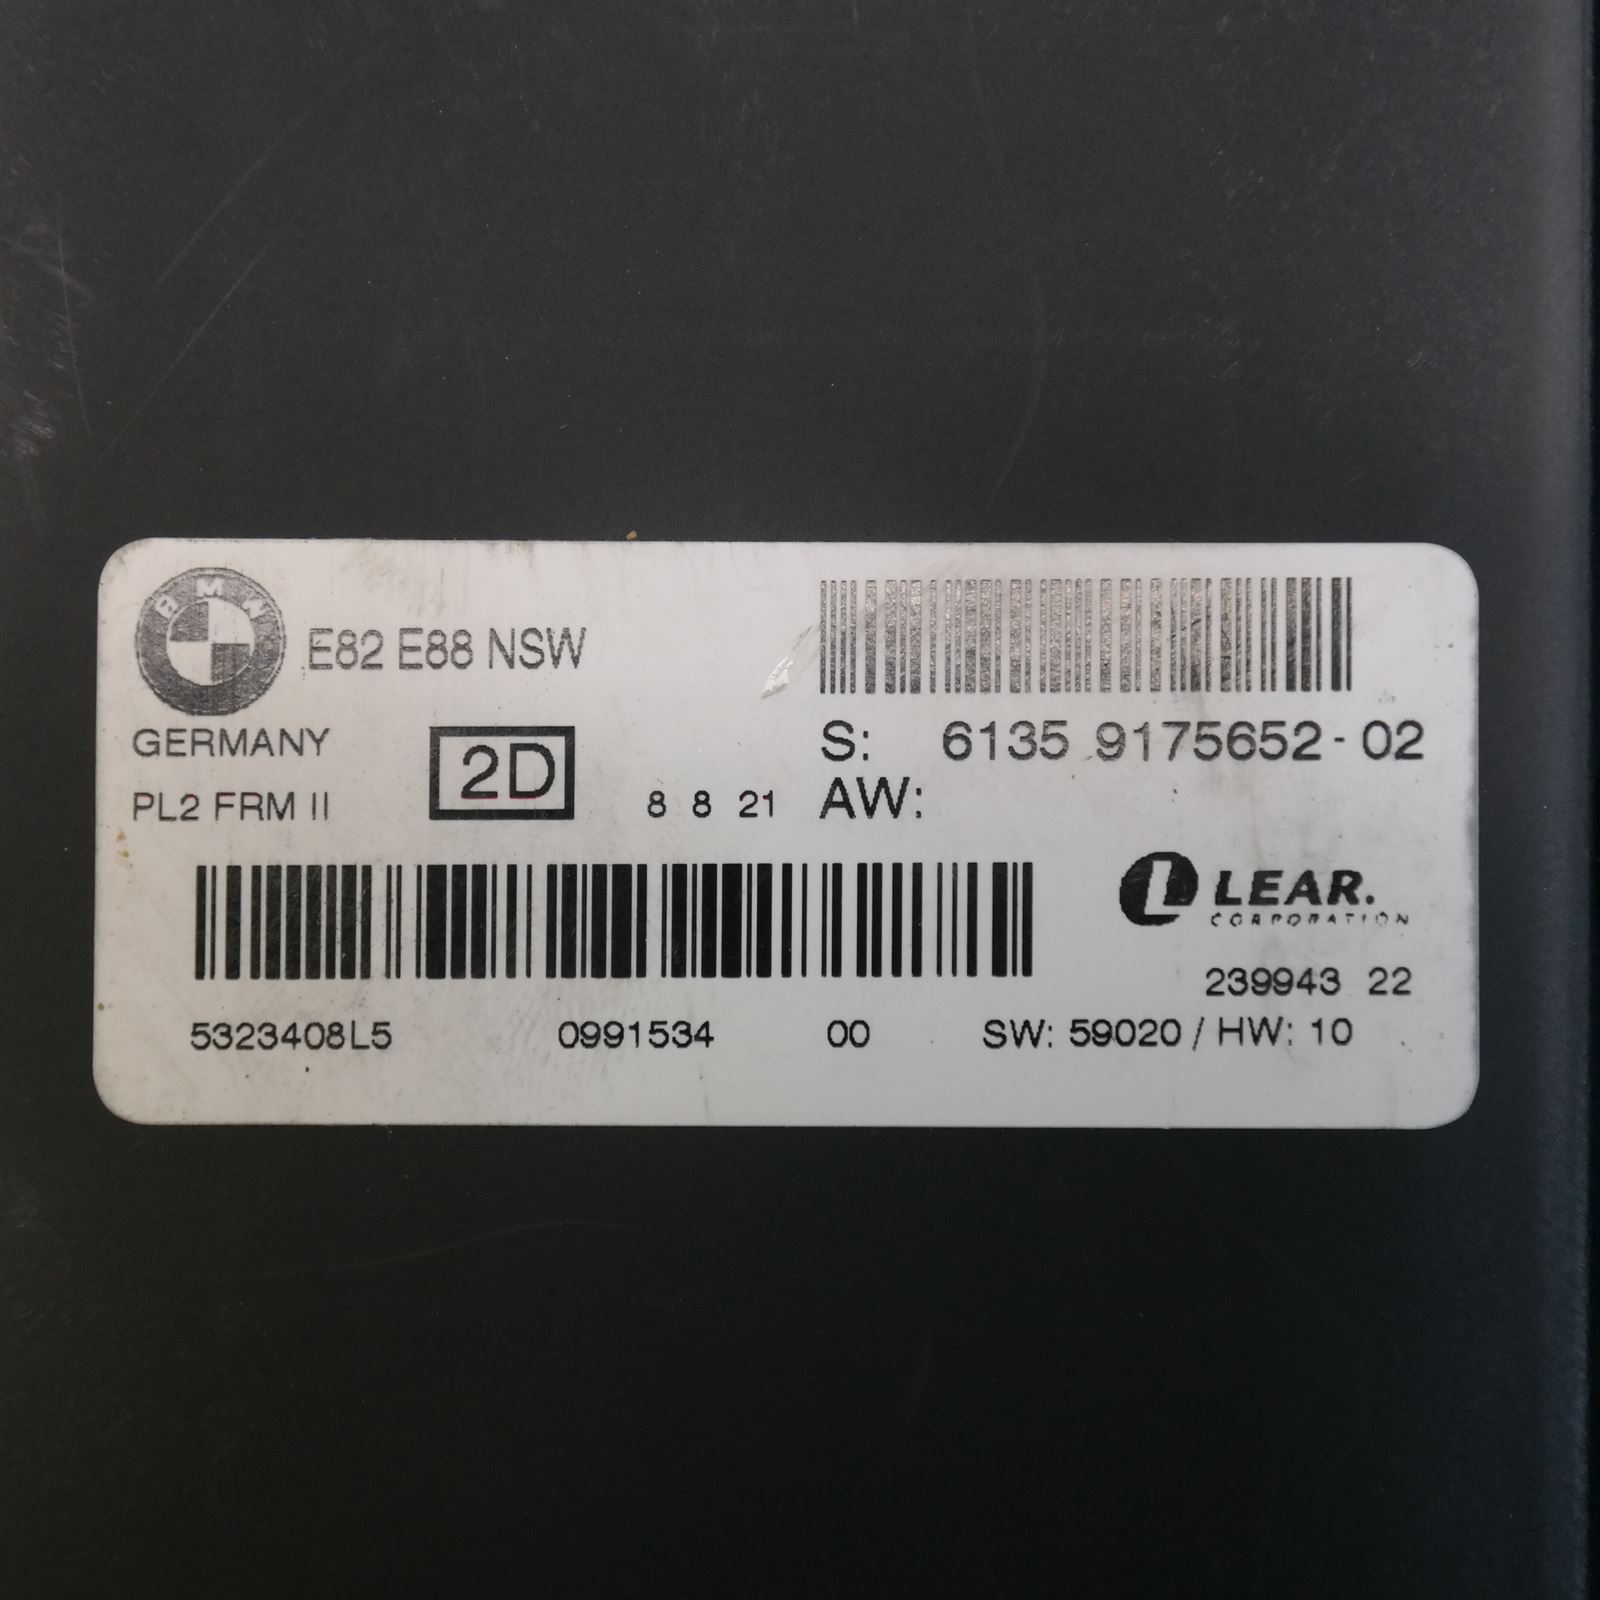 BMW
E82 E88 NSW
GERMANY
PL2 FRM II
2D
8 8 21
S: 6135 9175652-02
AW:
LEAR.
CORPORATION
239943 22
5323408L5 0991534 00 SW: 59020 / HW: 10